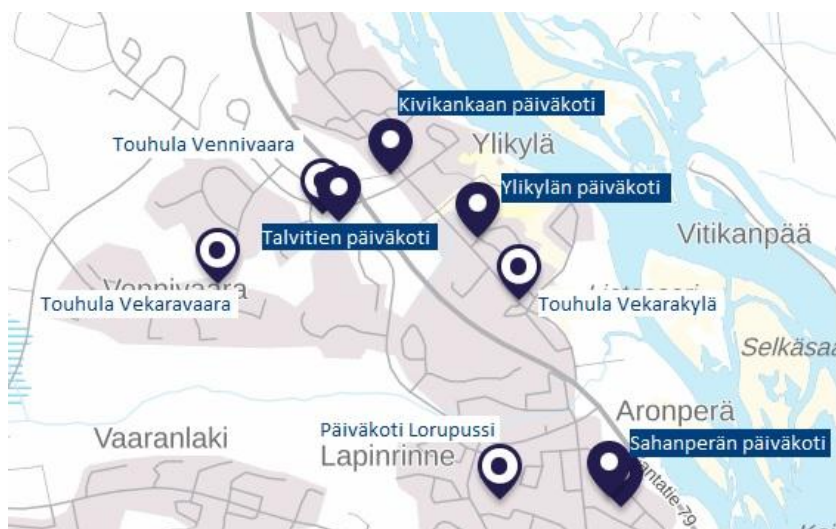 Kivikankaan päiväkoti
Touhula Vennivaara
Ylikylä
Ylikylän päiväkoti
Talvitien päiväkoti
Vitikanpää
Vennivaara
Touhula Vekaravaara
Touhula Vekarakylä
Aronperä
Vaaranlaki
Päiväkoti Lorupussi
Lapinrinne
Sahanperän päiväkoti